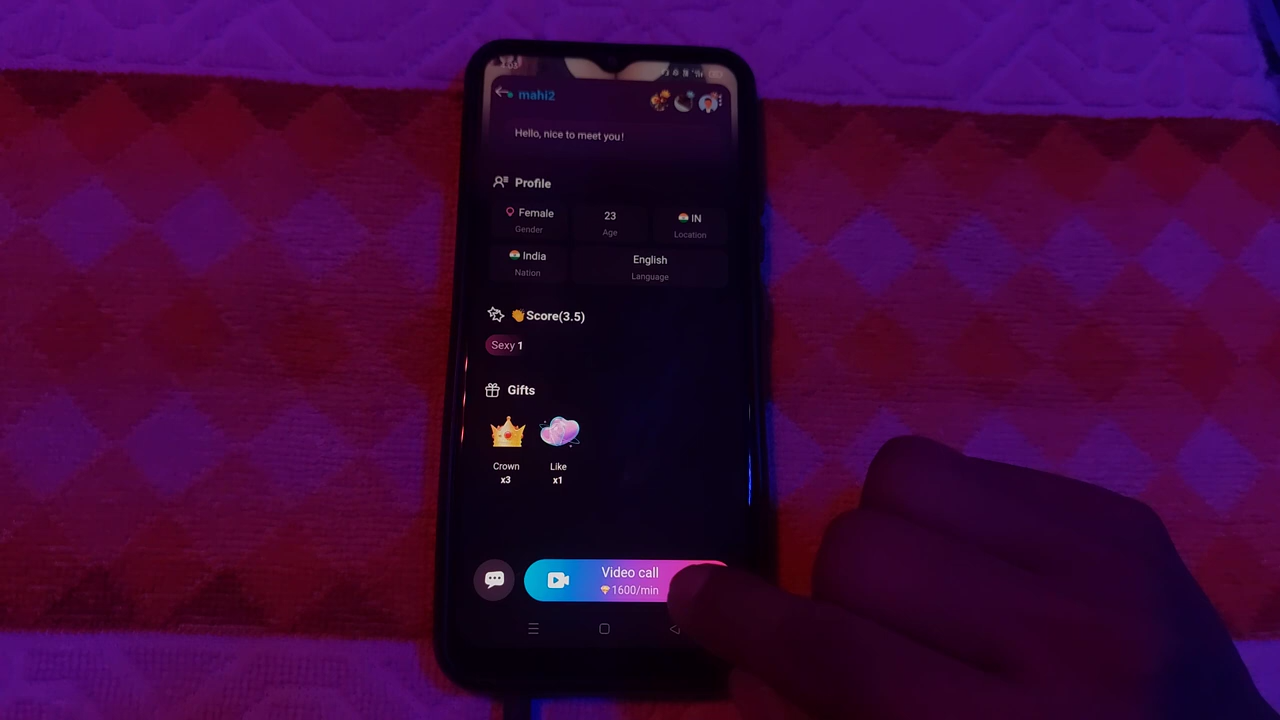 mahi2
Hello, nice to meet you!
Profile
Female
Gender
23
Age
IN
Location
India
Nation
English
Language
Score(3.5)
Sexy 1
Gifts
Crown
x3
Like
x1
Video call
1600/min